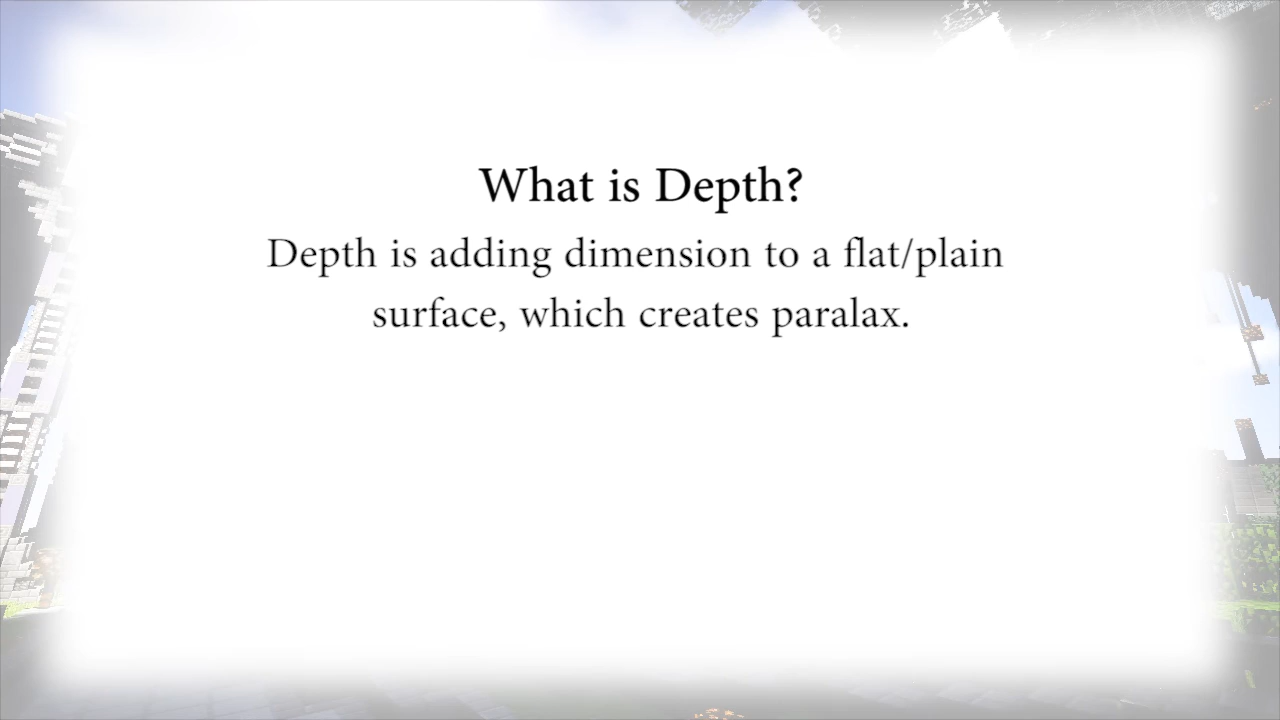 What is Depth?
Depth is adding dimension to a flat/plain
surface, which creates paralax.